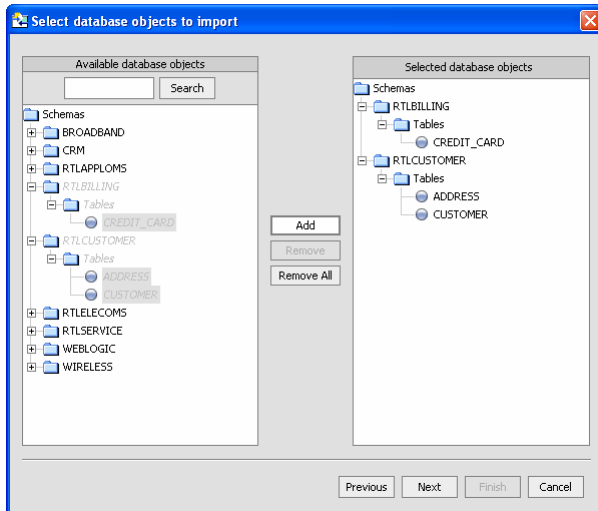 Select database objects to import
Available database objects
Search
Schemas
BROADBAND
CRM
RTLAPPLOMS
RTLBILLING
Tables
CREDIT_CARD
RTLCUSTOMER
Tables
ADDRESS
CUSTOMER
RTLELECOMS
RTLSERVICE
WEBLOGIC
WIRELESS
Add
Remove
Remove All
Selected database objects
Schemas
RTLBILLING
Tables
CREDIT_CARD
RTLCUSTOMER
Tables
ADDRESS
CUSTOMER
Previous Next Finish Cancel